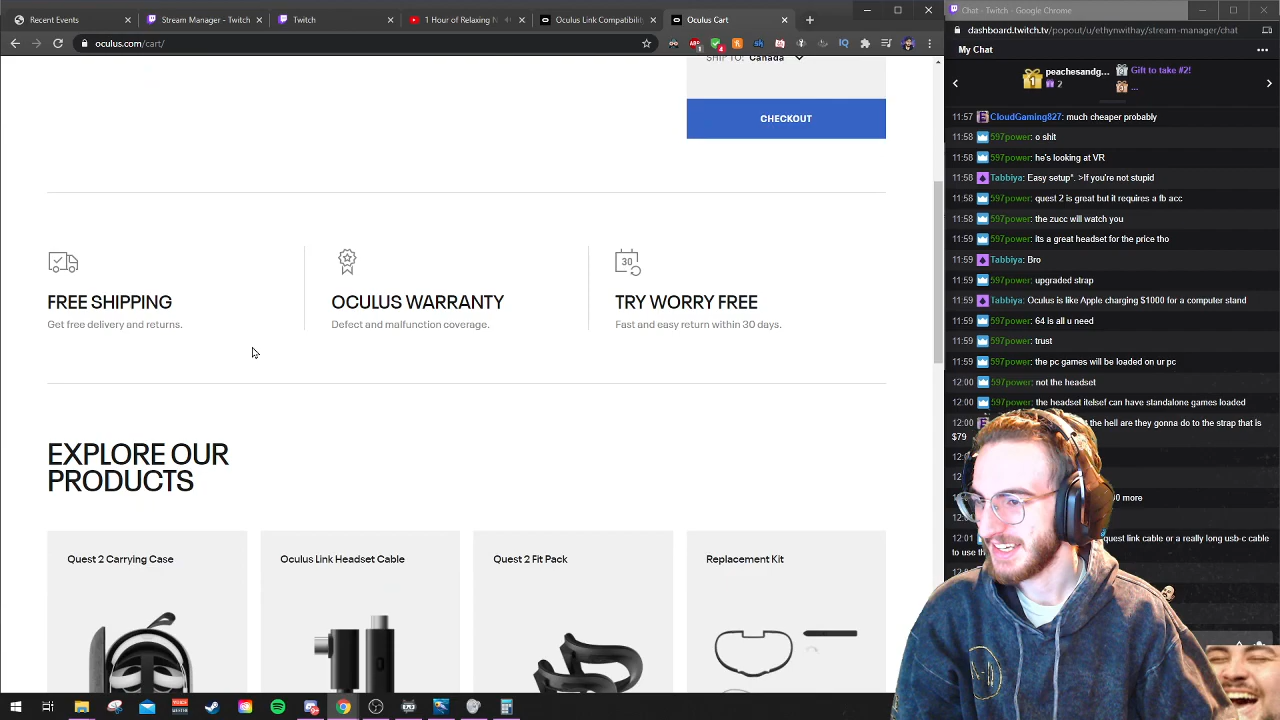 Recent Events
Stream Manager - Twitch
Twitch
1 Hour of Relaxing N
Oculus Link Compatibilit
Oculus Cart
Chat - Twitch - Google Chrome
oculus.com/cart/
dashboard.twitch.tv/popout/u/ethynwithay/stream-manager/chat
My Chat
SHIP TO: Canada
CHECKOUT
FREE SHIPPING
Get free delivery and returns.
OCULUS WARRANTY
Defect and malfunction coverage.
30
TRY WORRY FREE
Fast and easy return within 30 days.
EXPLORE OUR
PRODUCTS
Quest 2 Carrying Case
Oculus Link Headset Cable
Quest 2 Fit Pack
Replacement Kit
1
peachesandg...
2
Gift to take #2!
...
11:57 CloudGaming827: much cheaper probably
11:58 597power: o shit
11:58 597power: he's looking at VR
11:58 Tabbiya: Easy setup*. >If you're not stupid
11:58 597power: quest 2 is great but it requires a fb acc
11:58 597power: the zucc will watch you
11:59 597power: its a great headset for the price tho
11:59 Tabbiya: Bro
11:59 597power: upgraded strap
11:59 Tabbiya: Oculus is like Apple charging $1000 for a computer stand
11:59 597power: 64 is all u need
11:59 597power: trust
11:59 597power: the pc games will be loaded on ur pc
12:00 597power: not the headset
12:00 597power: the headset itelsef can have standalone games loaded
12:00 the hell are they gonna do to the strap that is
$79
more
12:01 quest link cable or a really long usb-c cable
to use